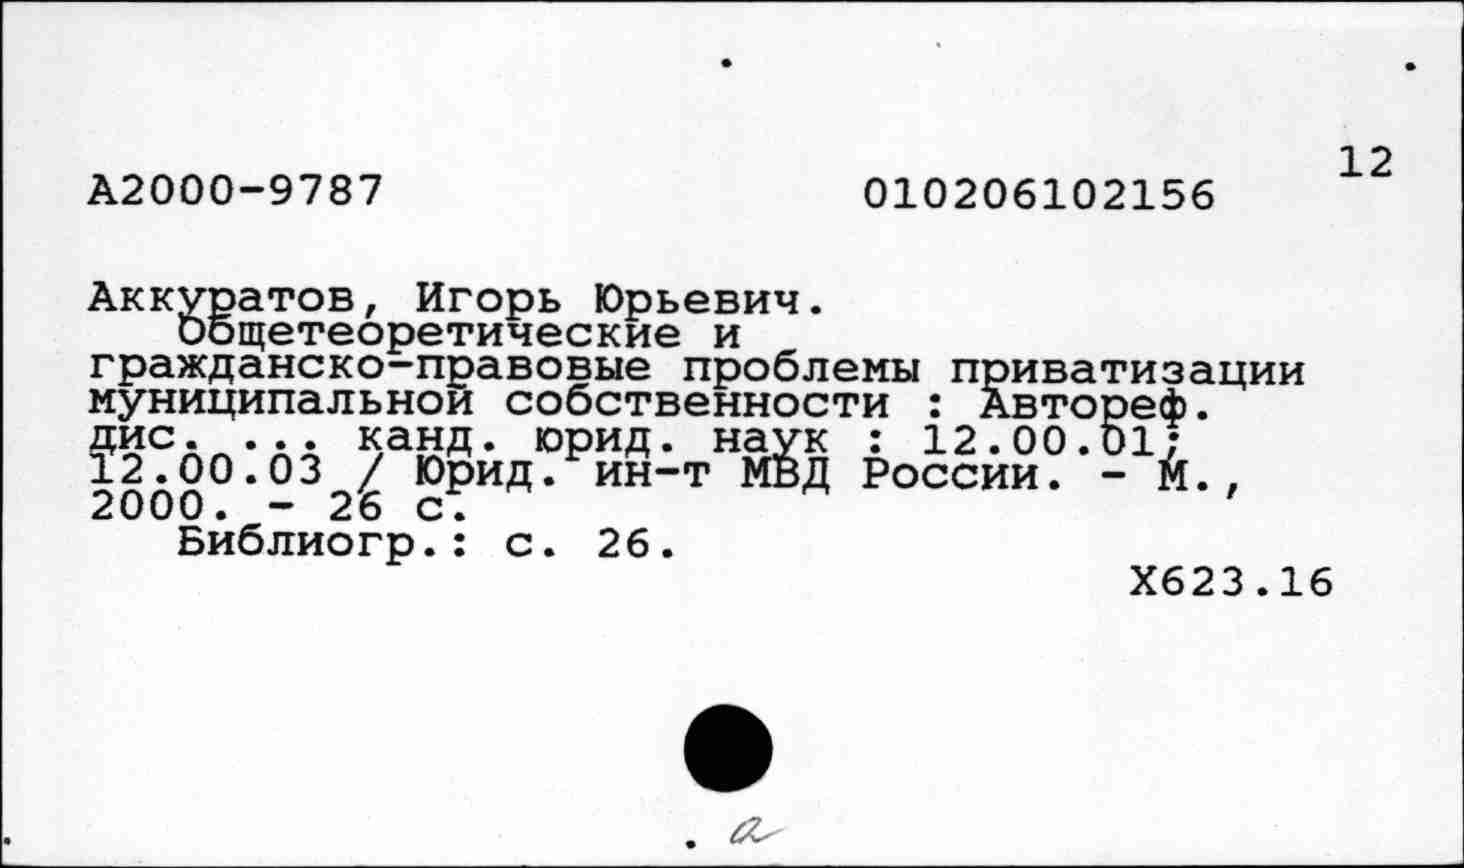 12
А2000-9787 010206102156
Аккуратов, Игорь Юрьевич.
Общетеоретические и
гражданско-правовые проблемы приватизации
муниципальной собственности : Автореф.
дис. ... канд. юрид. наук : 12.00.01;
12.00.03 / Юрид. ин-т МВД России. - М.,
2000. - 26 с.
Библиогр.: с. 26.
Х623.16
а